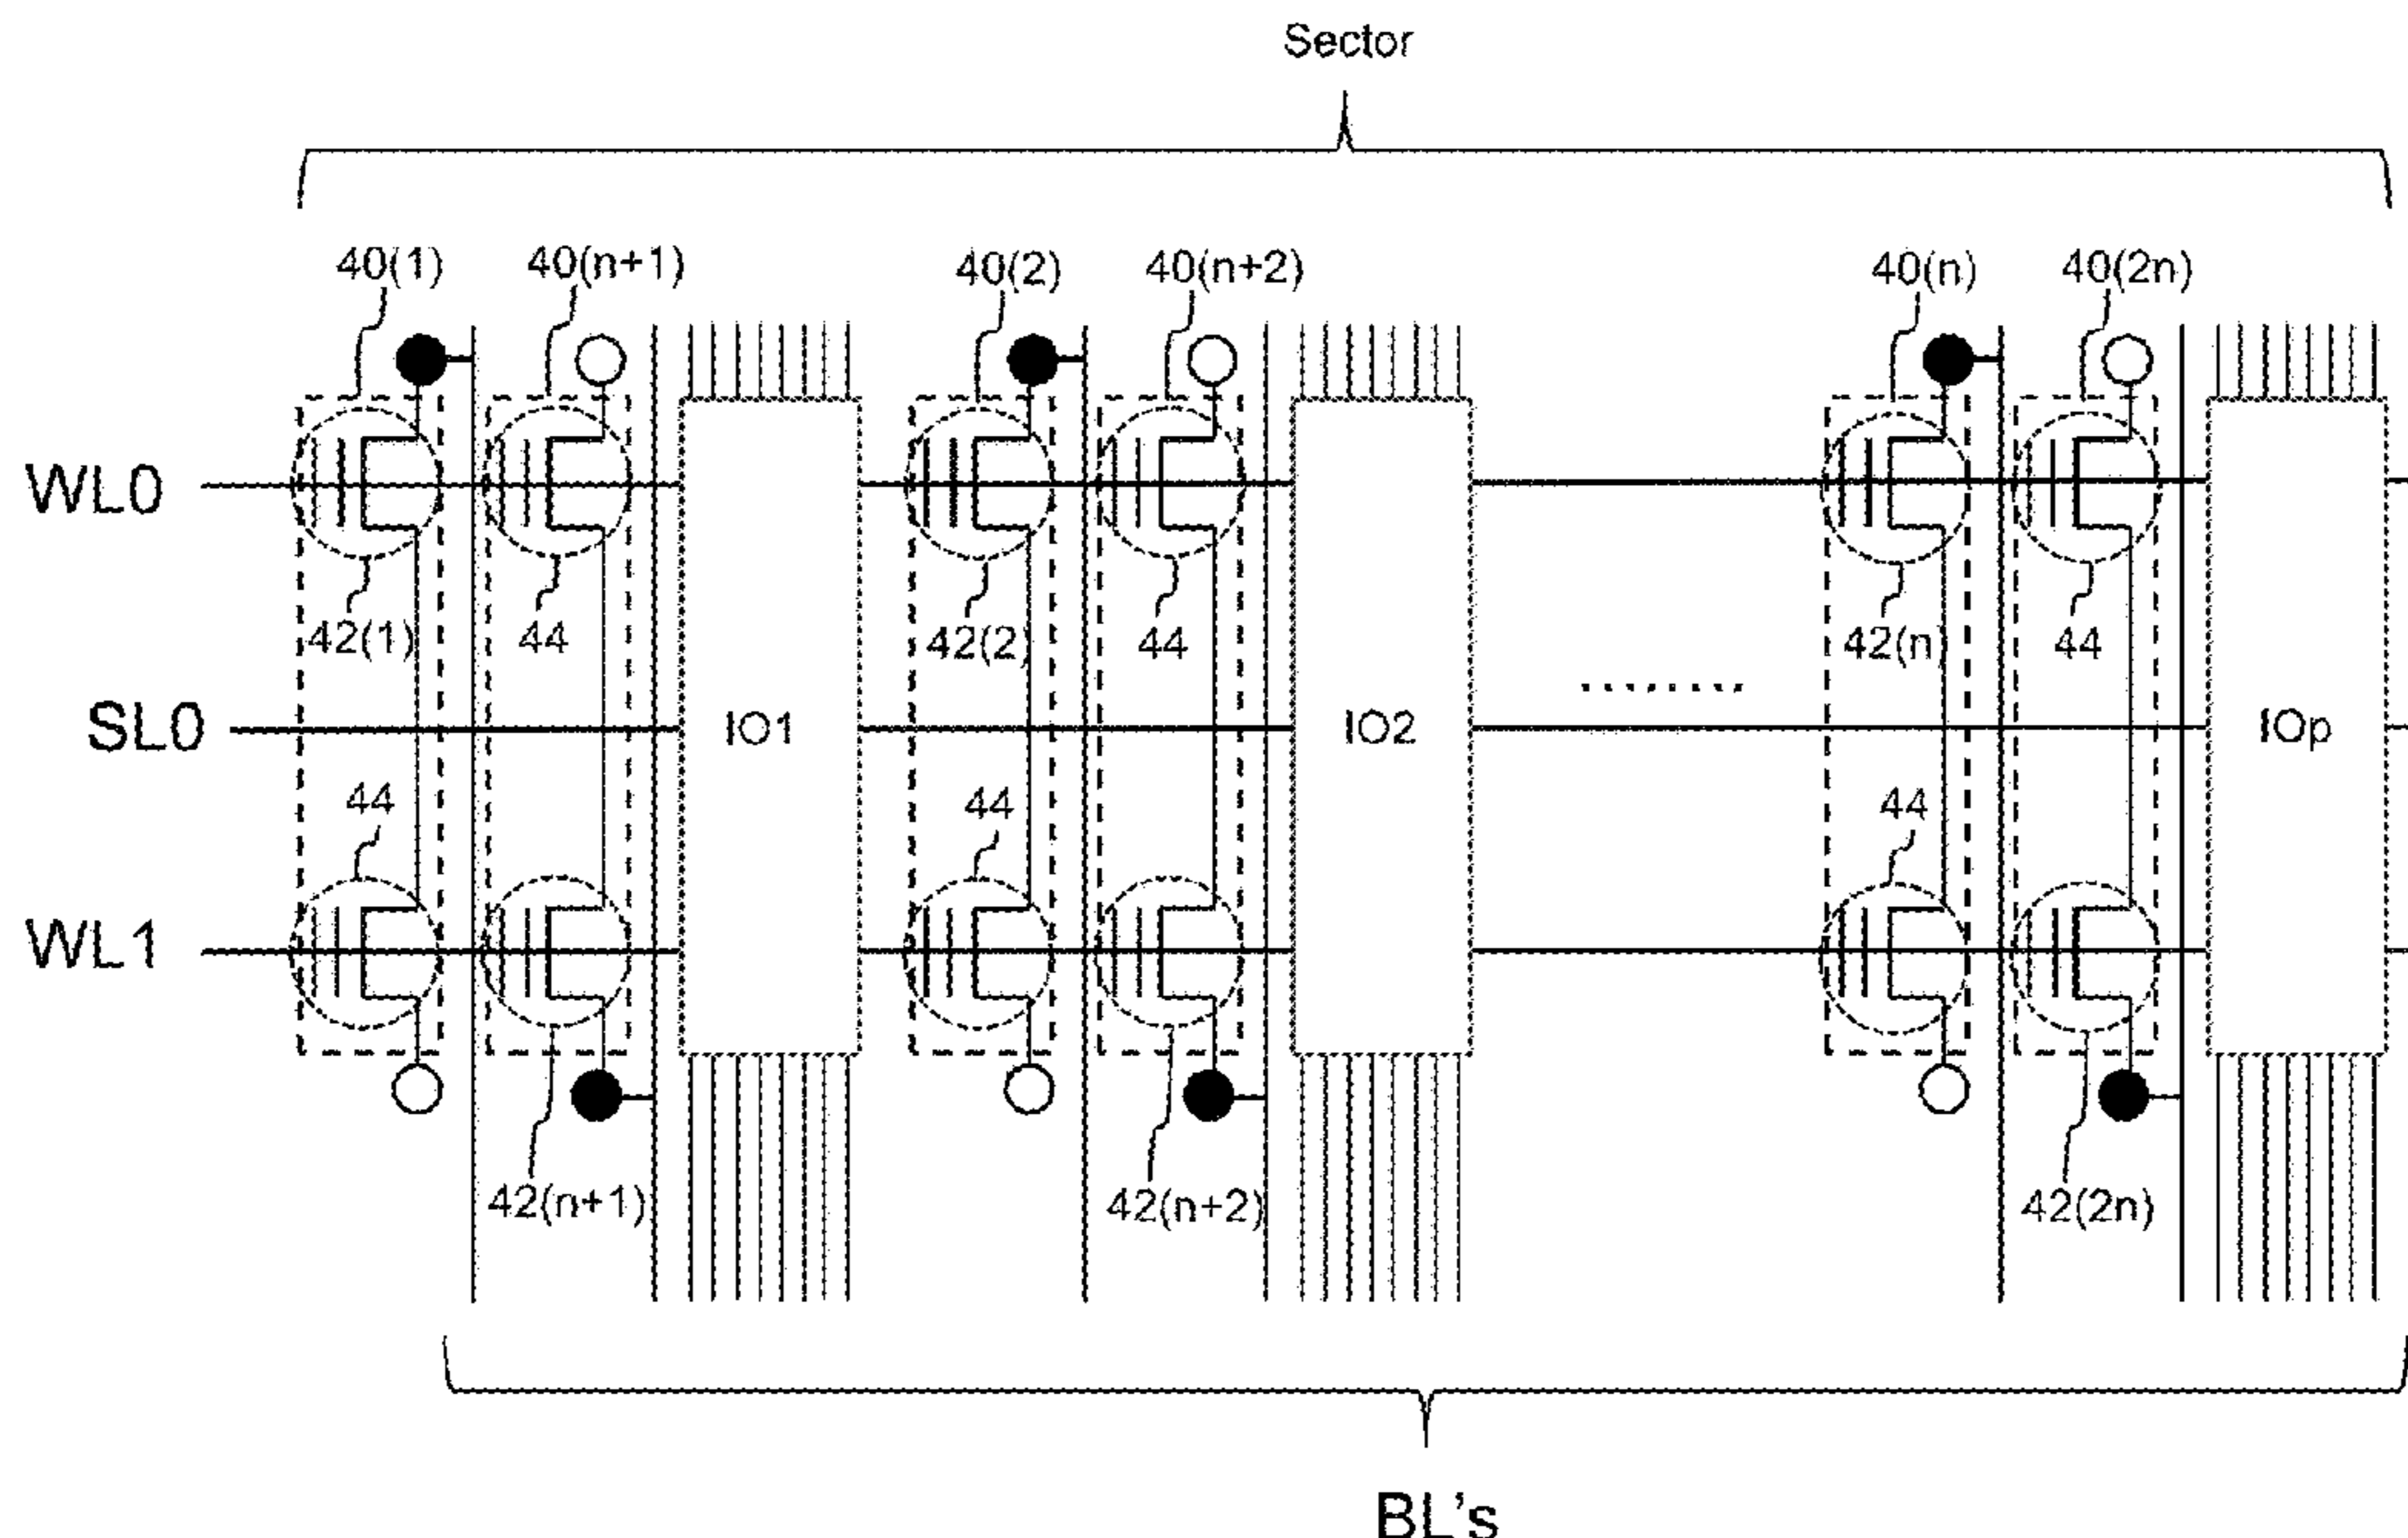 Sector
40(1) 40(n+1) 40(2) 40(n+2) 40(n) 40(2n)
WL0
42(1) 44 42(2) 44 42(n) 44
SL0 IO1 IO2 ........ IOp
44 44 44
WL1
42(n+1) 42(n+2) 42(2n)
BL's